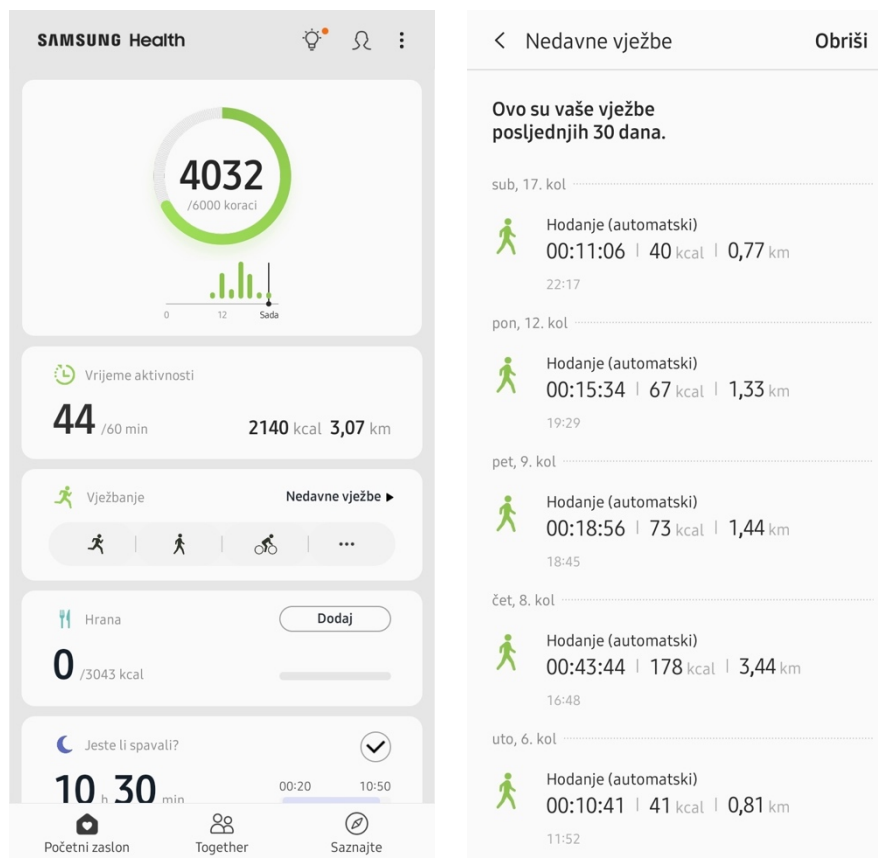 SAMSUNG Health
4032
/6000 koraci
0 12 Sada
Vrijeme aktivnosti
44 /60 min 2140 kcal 3,07 km
Vježbanje Nedavne vježbe ▶
Hrana Dodaj
0 /3043 kcal
Jeste li spavali?
10 h 30 min 00:20 10:50
Početni zaslon Together Saznajte
Nedavne vježbe Obriši
Ovo su vaše vježbe
posljednjih 30 dana.
sub, 17. kol
Hodanje (automatski)
00:11:06 | 40 kcal | 0,77 km
22:17
pon, 12. kol
Hodanje (automatski)
00:15:34 | 67 kcal | 1,33 km
19:29
pet, 9. kol
Hodanje (automatski)
00:18:56 | 73 kcal | 1,44 km
18:45
čet, 8. kol
Hodanje (automatski)
00:43:44 | 178 kcal | 3,44 km
16:48
uto, 6. kol
Hodanje (automatski)
00:10:41 | 41 kcal | 0,81 km
11:52